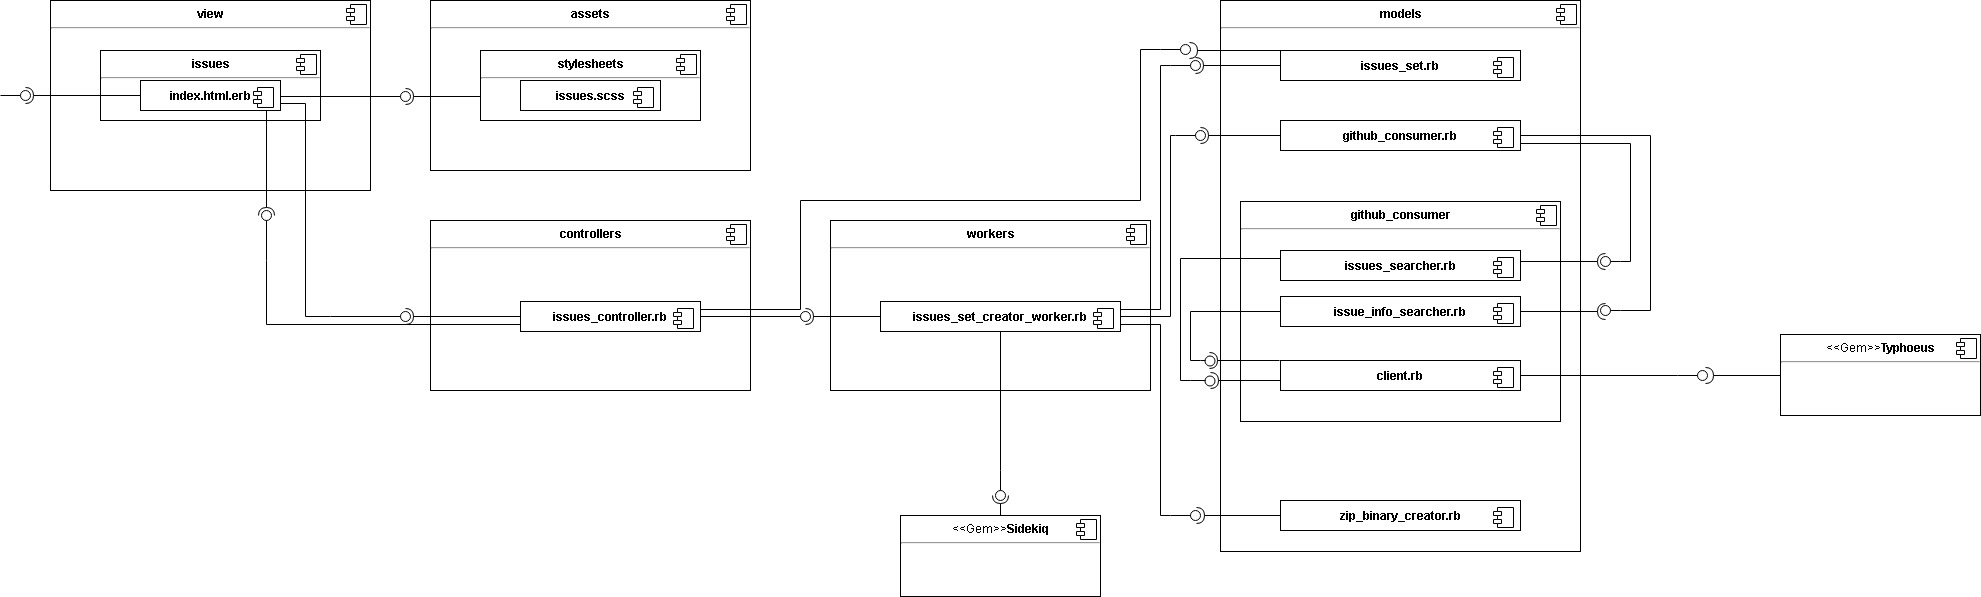 view
issues
index.html.erb
assets
stylesheets
issues.scss
controllers
issues_controller.rb
workers
issues_set_creator_worker.rb
<<Gem>>Sidekiq
models
issues_set.rb
github_consumer.rb
github_consumer
issues_searcher.rb
issue_info_searcher.rb
client.rb
zip_binary_creator.rb
<<Gem>>Typhoeus